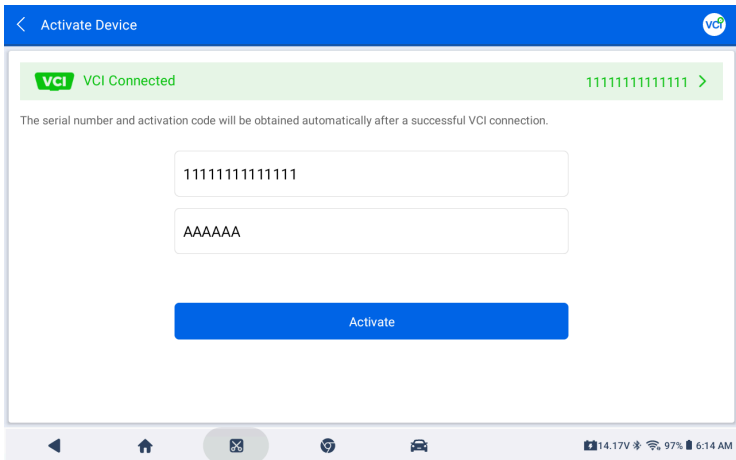 Activate Device
VCI
VCI VCI Connected 11111111111111
The serial number and activation code will be obtained automatically after a successful VCI connection.
11111111111111
AAAAAA
Activate
14.17V 97% 6:14 AM